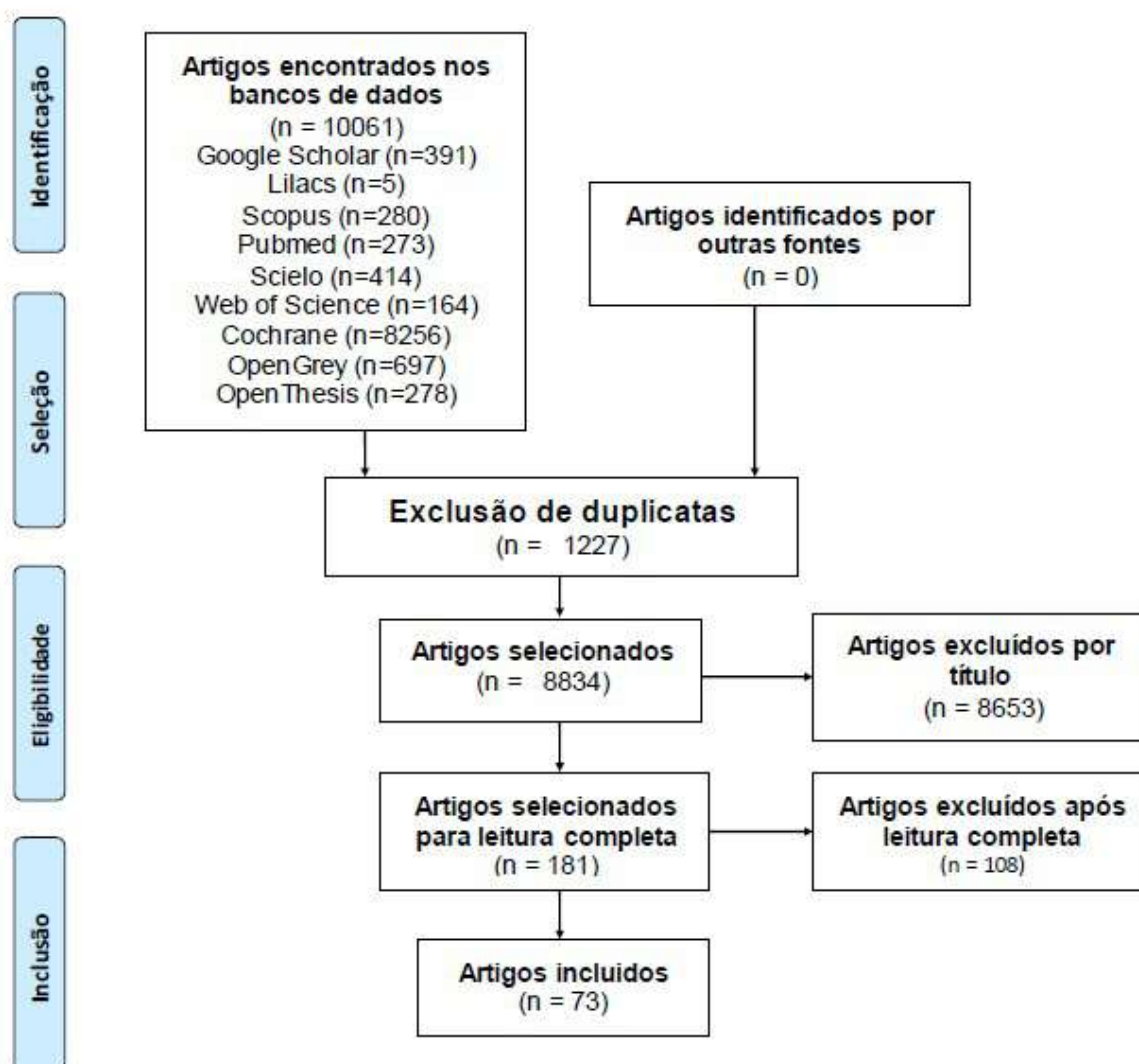 Identificação
Artigos encontrados nos
bancos de dados
(n = 10061)
Google Scholar (n=391)
Lilacs (n=5)
Scopus (n=280)
Pubmed (n=273)
Scielo (n=414)
Web of Science (n=164)
Cochrane (n=8256)
OpenGrey (n=697)
OpenThesis (n=278)
Artigos identificados por
outras fontes
(n = 0)
Seleção
Exclusão de duplicatas
(n = 1227)
Eligibilidade
Artigos selecionados
(n = 8834)
Artigos excluídos por
título
(n = 8653)
Artigos selecionados
para leitura completa
(n = 181)
Artigos excluídos após
leitura completa
(n = 108)
Inclusão
Artigos incluidos
(n = 73)